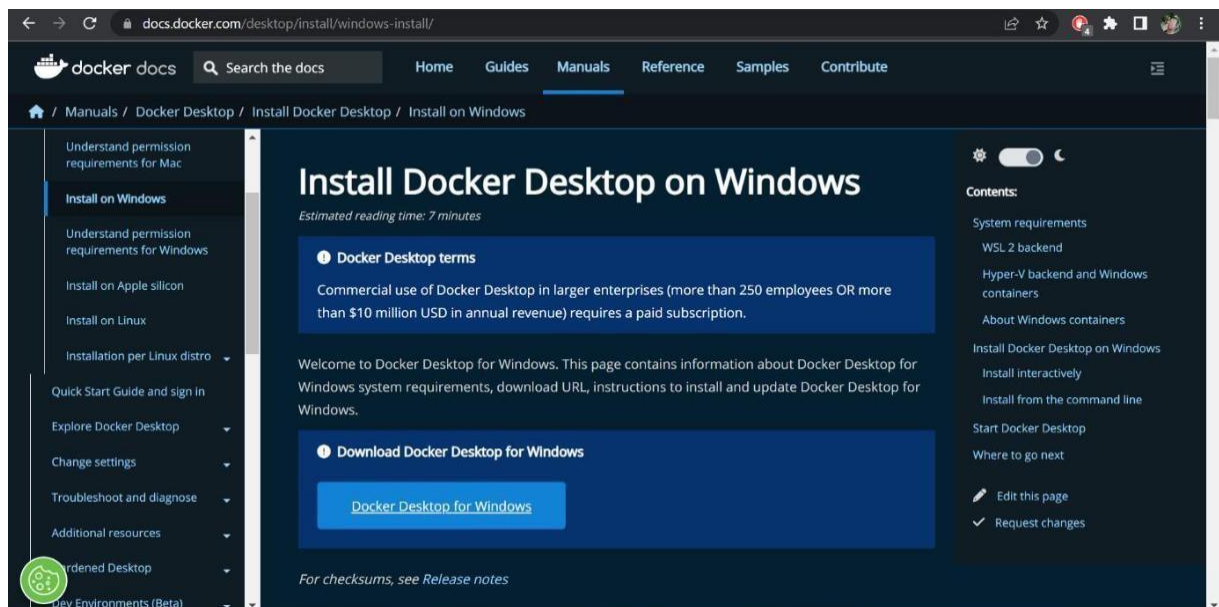 docs.docker.com/desktop/install/windows-install/
4
docker docs
Search the docs
Home
Guides
Manuals
Reference
Samples
Contribute
/ Manuals / Docker Desktop / Install Docker Desktop / Install on Windows
Understand permission
requirements for Mac
Install on Windows
Understand permission
requirements for Windows
Install on Apple silicon
Install on Linux
Installation per Linux distro
Quick Start Guide and sign in
Explore Docker Desktop
Change settings
Troubleshoot and diagnose
Additional resources
Desktop
Dev Environments (Beta)
Install Docker Desktop on Windows
Estimated reading time: 7 minutes
Docker Desktop terms
Commercial use of Docker Desktop in larger enterprises (more than 250 employees OR more
than $10 million USD in annual revenue) requires a paid subscription.
Welcome to Docker Desktop for Windows. This page contains information about Docker Desktop for
Windows system requirements, download URL, instructions to install and update Docker Desktop for
Windows.
Download Docker Desktop for Windows
Docker Desktop for Windows
For checksums, see Release notes
Contents:
System requirements
WSL 2 backend
Hyper-V backend and Windows
containers
About Windows containers
Install Docker Desktop on Windows
Install interactively
Install from the command line
Start Docker Desktop
Where to go next
Edit this page
Request changes